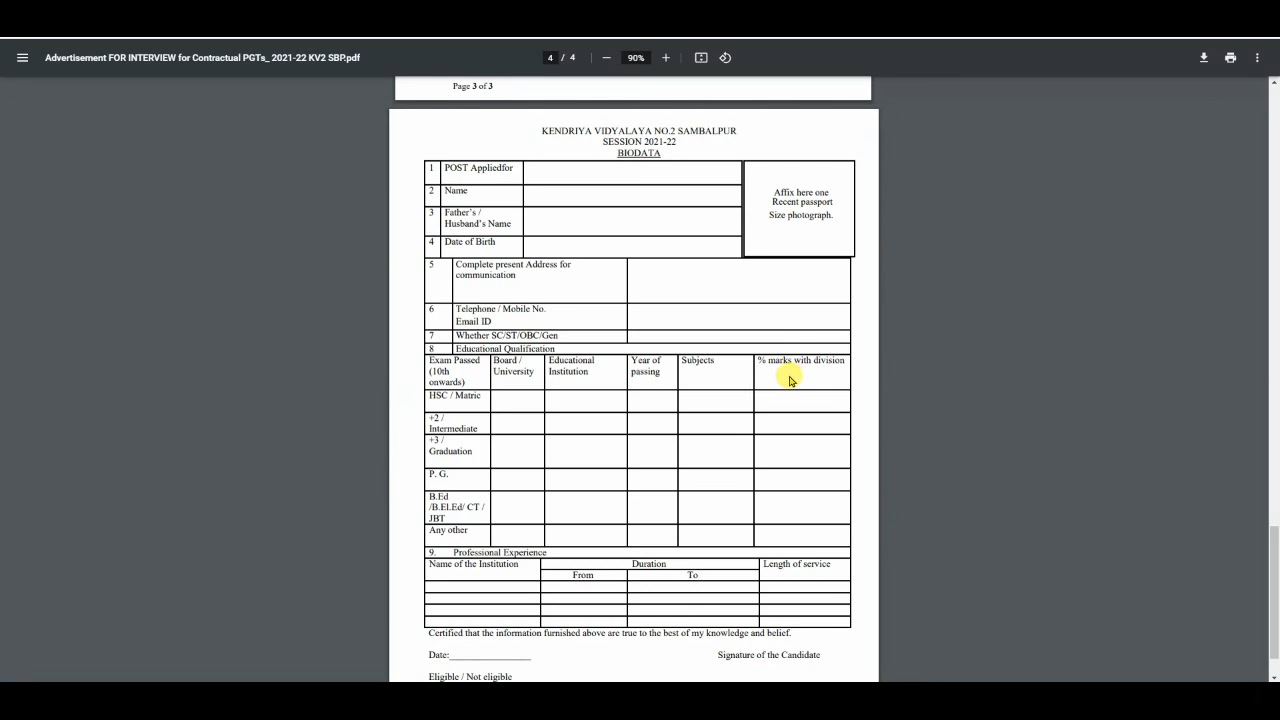 Advertisement FOR INTERVIEW for Contractual PGTs_ 2021-22 KV2 SBP.pdf
4 / 4
90%
Page 3 of 3
KENDRIYA VIDYALAYA NO.2 SAMBALPUR
SESSION 2021-22
BIODATA
1 POST Appliedfor
2 Name
3 Father's /
Husband's Name
4 Date of Birth
Affix here one
Recent passport
Size photograph.
5 Complete present Address for
communication
6 Telephone / Mobile No.
Email ID
7 Whether SC/ST/OBC/Gen
8 Educational Qualification
Exam Passed
(10th
onwards)
Board /
University
Educational
Institution
Year of
passing
Subjects
% marks with division
HSC / Matric
+2 /
Intermediate
+3 /
Graduation
P. G.
B.Ed
/B.ELEd/ CT /
JBT
Any other
9. Professional Experience
Name of the Institution
Duration
From
To
Length of service
Certified that the information furnished above are true to the best of my knowledge and belief.
Date:_________________
Signature of the Candidate
Eligible / Not eligible